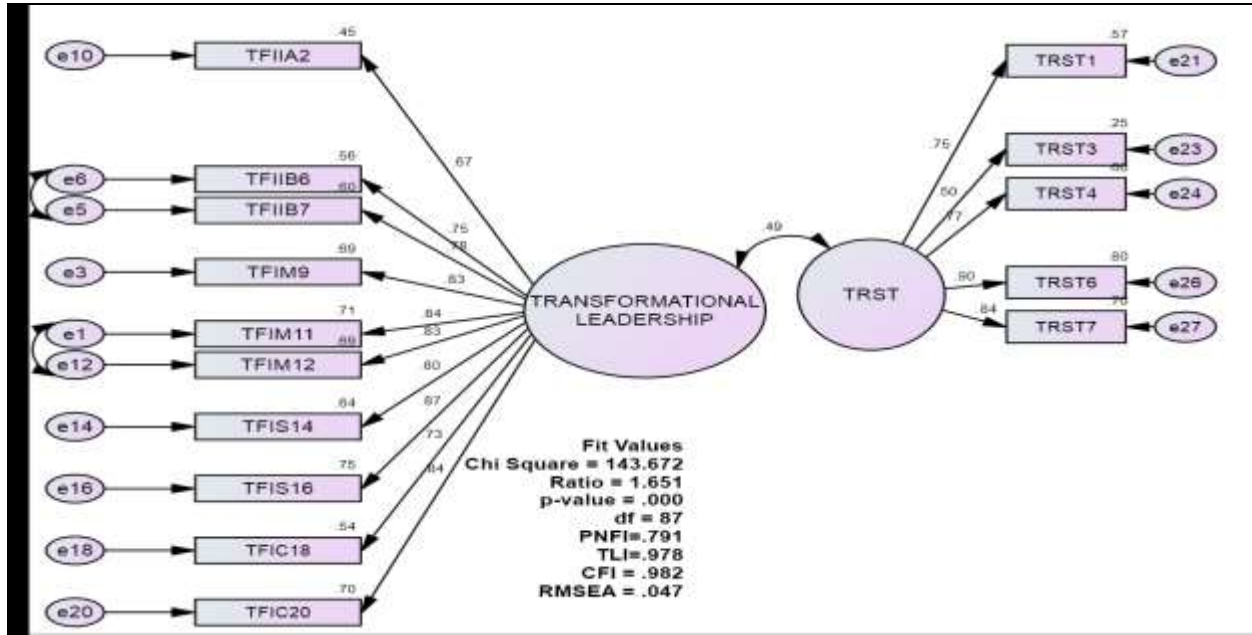 .45
e10
TFIIA2
.56
e6
TFIIB6
.60
e5
TFIIB7
.69
e3
TFIM9
.71
e1
TFIM11
.69
e12
TFIM12
.64
e14
TFIS14
.75
e16
TFIS16
.54
e18
TFIC18
.70
e20
TFIC20
.67
.75
.78
.83
.84
.83
.80
.87
.73
.84
TRANSFORMATIONAL
LEADERSHIP
.49
TRST
.75
.50
.77
.90
.84
.57
TRST1
e21
.25
TRST3
e23
TRST4
e24
.80
TRST6
e26
TRST7
e27
Fit Values
Chi Square = 143.672
Ratio = 1.651
p-value = .000
df = 87
PNFI=.791
TLI=.978
CFI = .982
RMSEA = .047